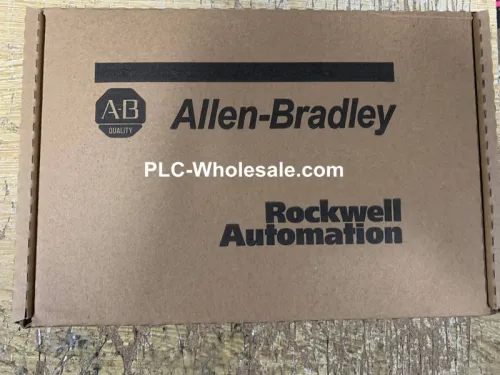 A-B
QUALITY
Allen-Bradley
PLC-Wholesale.com
Rockwell
Automation